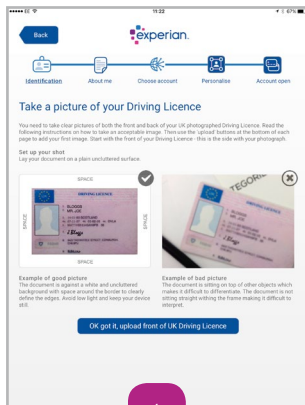 EE
11:22
67%
Back
experian.
Identification
About me
Choose account
Personalise
Account open
Take a picture of your Driving Licence
You need to take clear pictures of both the front and back of your UK photographed Driving Licence. Read the
following instructions on how to take an acceptable image. Then use the 'upload' buttons at the bottom of each
page to add your first image. Start with the front of your Driving Licence - this is the side with your photograph.
Set up your shot
Lay your document on a plain uncluttered surface.
SPACE
SPACE
DRIVING LICENCE
SPACE
SPACE
TEGOR
Example of good picture
The document is against a white and uncluttered
background with space around the border to clearly
define the edges. Avoid low light and keep your device
still.
Example of bad picture
The document is sitting on top of other objects which
makes it difficult to differentiate. The document is not
sitting straight withing the frame making it difficult to
interpret.
OK got it, upload front of UK Driving Licence